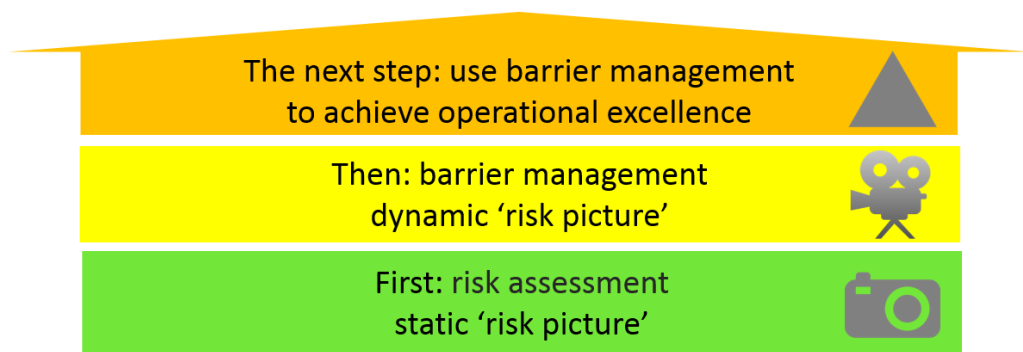 The next step: use barrier management
to achieve operational excellence
Then: barrier management
dynamic ‘risk picture’
First: risk assessment
static ‘risk picture’